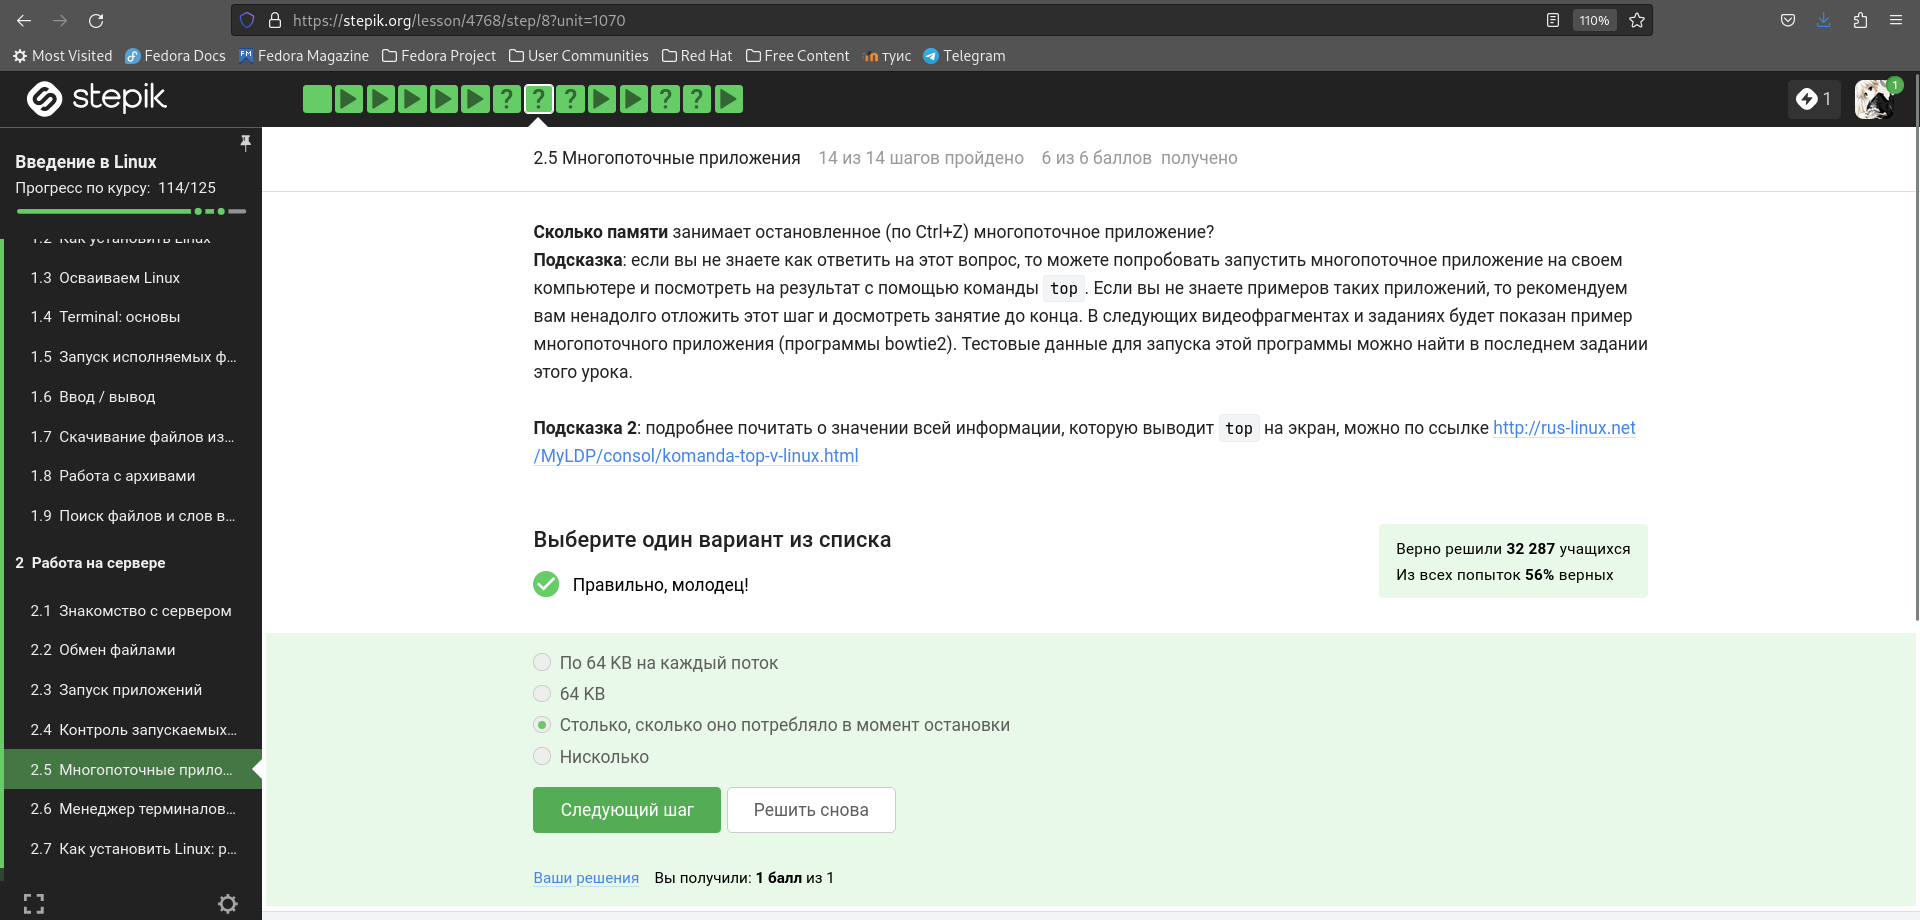 https://stepik.org/lesson/4768/step/8?unit=1070
110%
Most Visited
Fedora Docs
Fedora Magazine
Fedora Project
User Communities
Red Hat
Free Content
туис
Telegram
stepik
? ? ? ? ?
1
1
Введение в Linux
Прогресс по курсу: 114/125
1.2 Как установить Linux
1.3 Осваиваем Linux
1.4 Terminal: основы
1.5 Запуск исполняемых ф...
1.6 Ввод / вывод
1.7 Скачивание файлов из...
1.8 Работа с архивами
1.9 Поиск файлов и слов в...
2 Работа на сервере
2.1 Знакомство с сервером
2.2 Обмен файлами
2.3 Запуск приложений
2.4 Контроль запускаемых...
2.5 Многопоточные прило...
2.6 Менеджер терминалов...
2.7 Как установить Linux: р...
2.5 Многопоточные приложения 14 из 14 шагов пройдено 6 из 6 баллов получено
Сколько памяти занимает остановленное (по Ctrl+Z) многопоточное приложение?
Подсказка: если вы не знаете как ответить на этот вопрос, то можете попробовать запустить многопоточное приложение на своем
компьютере и посмотреть на результат с помощью команды top. Если вы не знаете примеров таких приложений, то рекомендуем
вам ненадолго отложить этот шаг и досмотреть занятие до конца. В следующих видеофрагментах и заданиях будет показан пример
многопоточного приложения (программы bowtie2). Тестовые данные для запуска этой программы можно найти в последнем задании
этого урока.
Подсказка 2: подробнее почитать о значении всей информации, которую выводит top на экран, можно по ссылке http://rus-linux.net
/MyLDP/consol/komanda-top-v-linux.html
Выберите один вариант из списка
Правильно, молодец!
Верно решили 32 287 учащихся
Из всех попыток 56% верных
По 64 KB на каждый поток
64 KB
Столько, сколько оно потребляло в момент остановки
Нисколько
Следующий шаг
Решить снова
Ваши решения Вы получили: 1 балл из 1